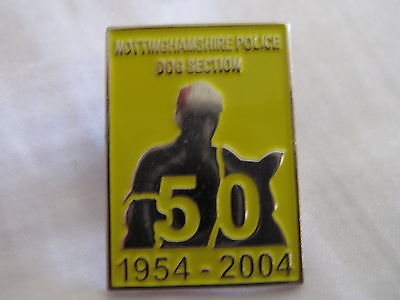 NOTTINGHAMSHIRE POLICE
DOG SECTION
50
1954 - 2004